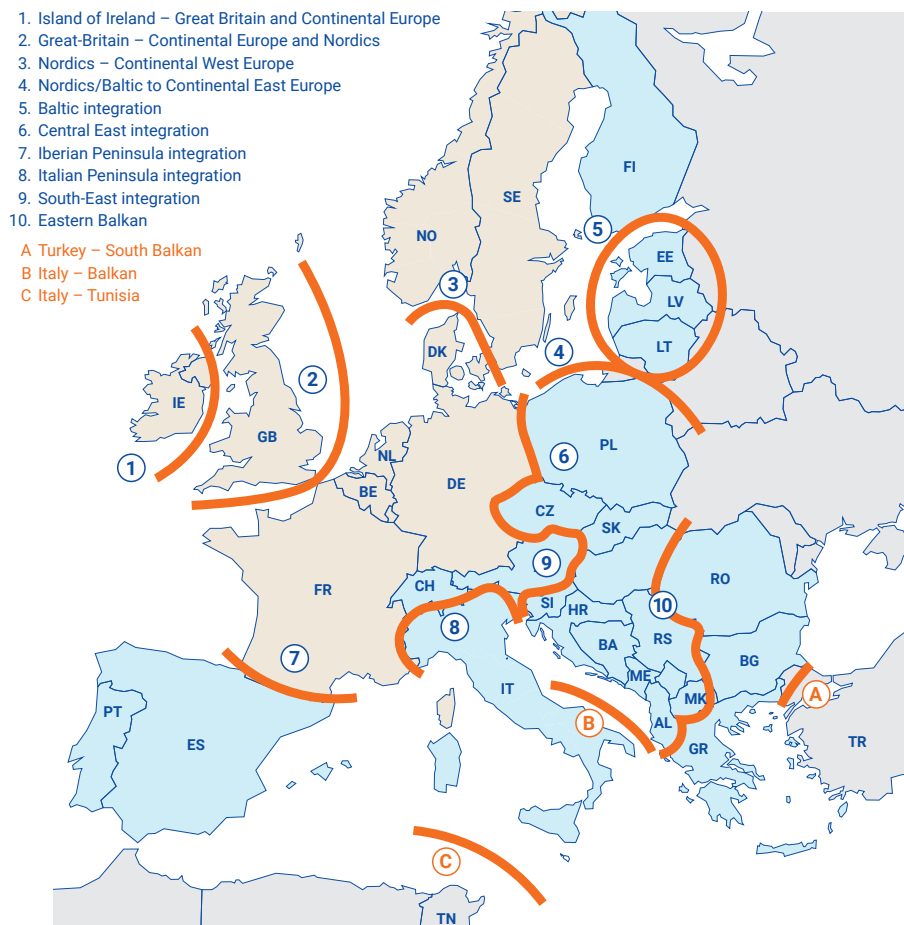 1. Island of Ireland – Great Britain and Continental Europe
2. Great-Britain – Continental Europe and Nordics
3. Nordics – Continental West Europe
4. Nordics/Baltic to Continental East Europe
5. Baltic integration
6. Central East integration
7. Iberian Peninsula integration
8. Italian Peninsula integration
9. South-East integration
10. Eastern Balkan
A Turkey – South Balkan
B Italy – Balkan
C Italy – Tunisia
FI
SE
NO
5
EE
3
LV
LT
DK
4
2
IE
GB
PL
NL
6
1
DE
BE
CZ
SK
9
RO
CH
FR
SI
HR
10
8
RS
BA
7
BG
ME
IT
MK
A
PT
B
AL
ES
GR
TR
C
TN